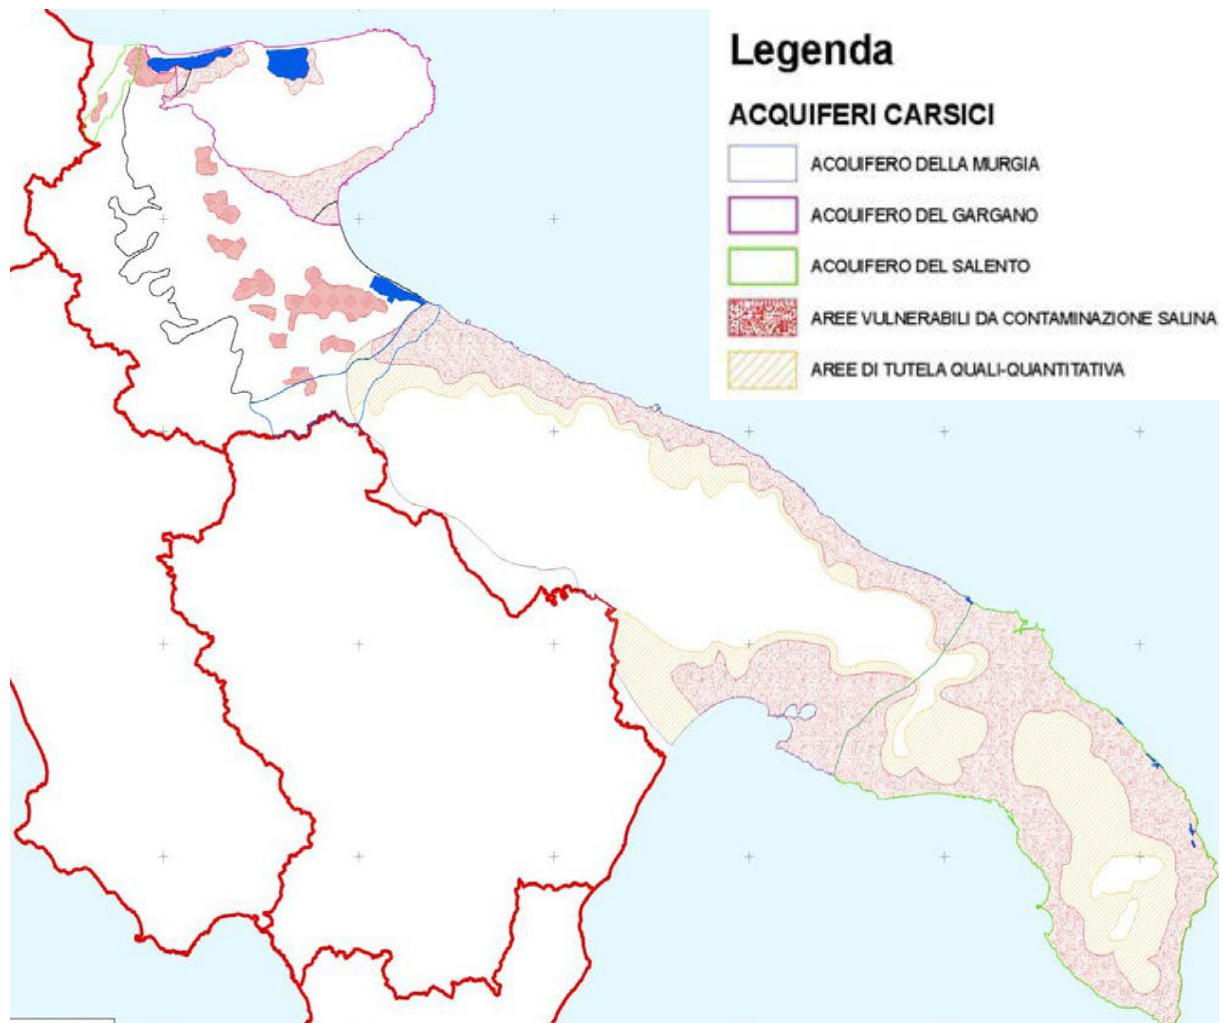 Legenda
ACQUIFERI CARSICI
ACQUIFERO DELLA MURGIA
ACQUIFERO DEL GARGANO
ACQUIFERO DEL SALENTO
AREE VULNERABILI DA CONTAMINAZIONE SALINA
AREE DI TUTELA QUALI-QUANTITATIVA